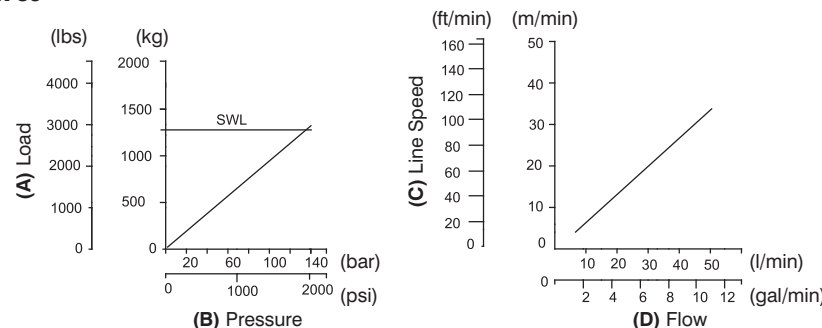 (lbs) (kg)
4000
3000
2000
1000
0
(A) Load
2000
1500
1000
500
0
SWL
20 60 100 140 (bar)
0 1000 2000 (psi)
(B) Pressure
(ft/min) (m/min)
160
140
120
100
80
60
40
20
0
(C) Line Speed
50
40
30
20
10
0
10 20 30 40 50 (l/min)
0 2 4 6 8 10 12 (gal/min)
(D) Flow